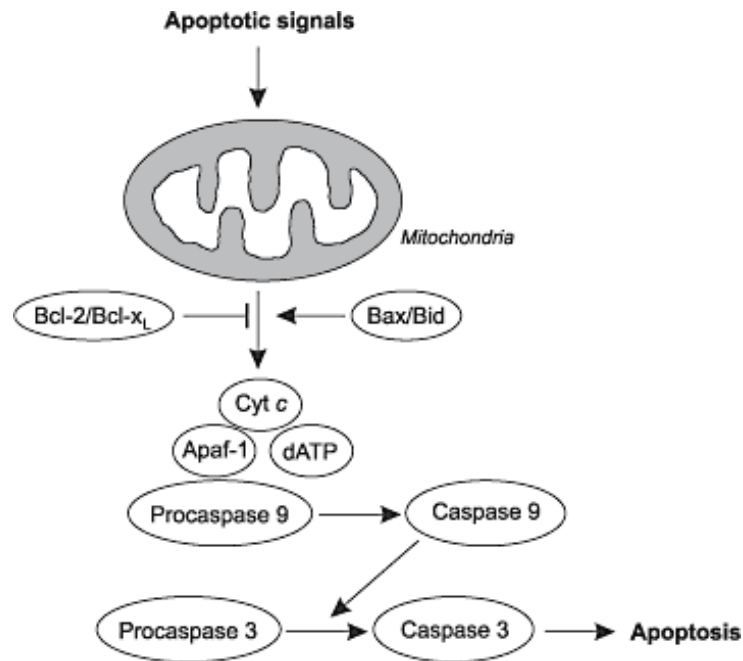 Apoptotic signals
Mitochondria
Bcl-2/Bcl-xL
Bax/Bid
Cyt c
Apaf-1
dATP
Procaspase 9
Caspase 9
Procaspase 3
Caspase 3
Apoptosis